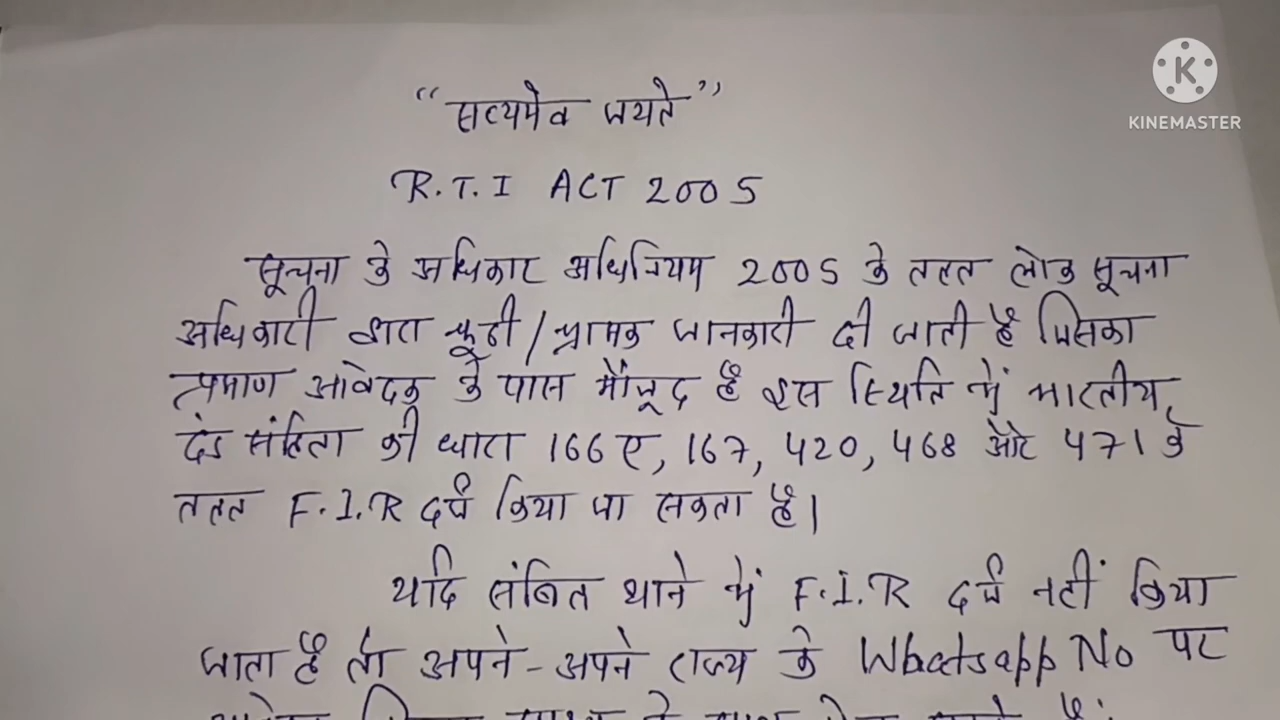 KINEMASTER
“सत्यमेव जयते”
R.T.I ACT 2005
सूचना के अधिकार अधिनियम 2005 के तहत लोक सूचना
अधिकारी द्वारा झूठी/भ्रामक जानकारी दी जाती है जिसका
प्रमाण आवेदक के पास मौजूद है इस स्थिति में भारतीय
दंड संहिता की धारा 166ए, 167, 420, 468 और 471 के
तहत F.I.R दर्ज किया जा सकता है।
यदि संबंधित थाने में F.I.R दर्ज नहीं किया
जाता है तो अपने-अपने राज्य के Whatsapp No पर